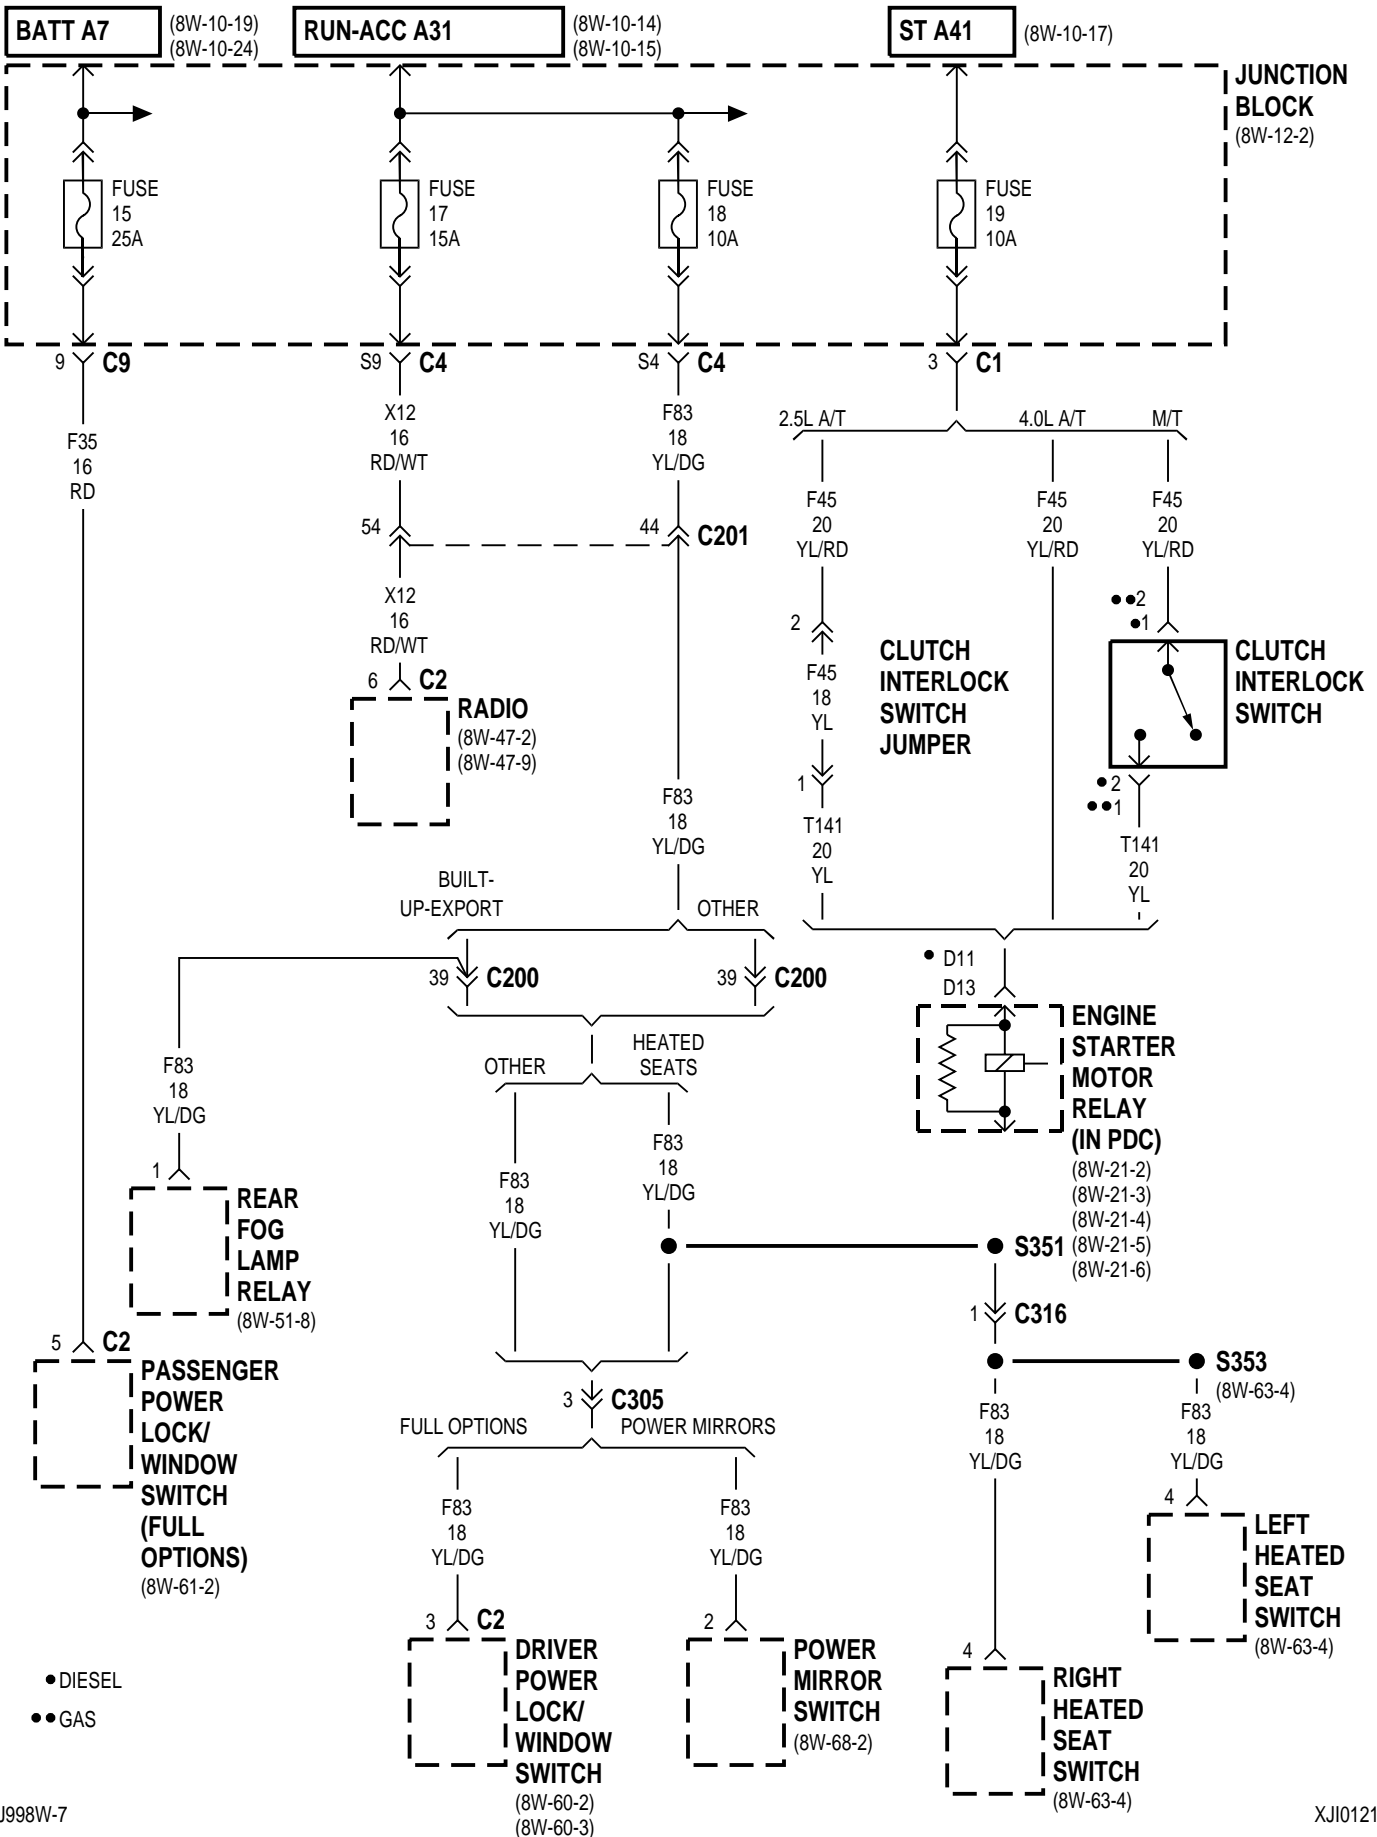 BATT A7
(8W-10-19)
(8W-10-24)
RUN-ACC A31
(8W-10-14)
(8W-10-15)
ST A41
(8W-10-17)
JUNCTION
BLOCK
(8W-12-2)
FUSE
15
25A
FUSE
17
15A
FUSE
18
10A
FUSE
19
10A
9 C9
S9 C4
S4 C4
3 C1
F35
16
RD
X12
16
RD/WT
F83
18
YL/DG
2.5L A/T
4.0L A/T
M/T
F45
20
YL/RD
F45
20
YL/RD
F45
20
YL/RD
54
44 C201
X12
16
RD/WT
6 C2
RADIO
(8W-47-2)
(8W-47-9)
2
F45
18
YL
1
T141
20
YL
CLUTCH
INTERLOCK
SWITCH
JUMPER
●●2
●1
CLUTCH
INTERLOCK
SWITCH
●2
●●1
T141
20
YL
F83
18
YL/DG
BUILT-
UP-EXPORT
OTHER
39 C200
39 C200
● D11
D13
ENGINE
STARTER
MOTOR
RELAY
(IN PDC)
(8W-21-2)
(8W-21-3)
(8W-21-4)
(8W-21-5)
(8W-21-6)
OTHER
HEATED
SEATS
F83
18
YL/DG
F83
18
YL/DG
F83
18
YL/DG
1
REAR
FOG
LAMP
RELAY
(8W-51-8)
S351
1 C316
S353
(8W-63-4)
5 C2
PASSENGER
POWER
LOCK/
WINDOW
SWITCH
(FULL
OPTIONS)
(8W-61-2)
3 C305
FULL OPTIONS
POWER MIRRORS
F83
18
YL/DG
F83
18
YL/DG
F83
18
YL/DG
F83
18
YL/DG
3 C2
DRIVER
POWER
LOCK/
WINDOW
SWITCH
(8W-60-2)
(8W-60-3)
2
POWER
MIRROR
SWITCH
(8W-68-2)
4
RIGHT
HEATED
SEAT
SWITCH
(8W-63-4)
4
LEFT
HEATED
SEAT
SWITCH
(8W-63-4)
●DIESEL
●●GAS
J998W-7
XJI0121